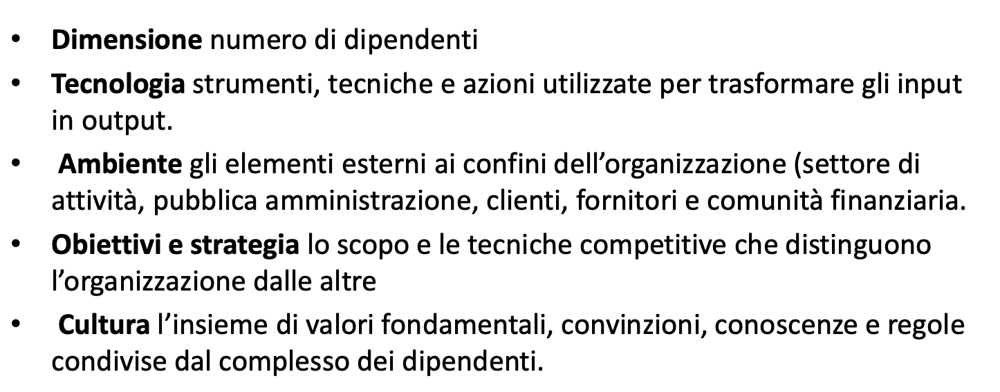 • Dimensione numero di dipendenti
• Tecnologia strumenti, tecniche e azioni utilizzate per trasformare gli input
in output.
• Ambiente gli elementi esterni ai confini dell’organizzazione (settore di
attività, pubblica amministrazione, clienti, fornitori e comunità finanziaria.
• Obiettivi e strategia lo scopo e le tecniche competitive che distinguono
l’organizzazione dalle altre
• Cultura l’insieme di valori fondamentali, convinzioni, conoscenze e regole
condivise dal complesso dei dipendenti.